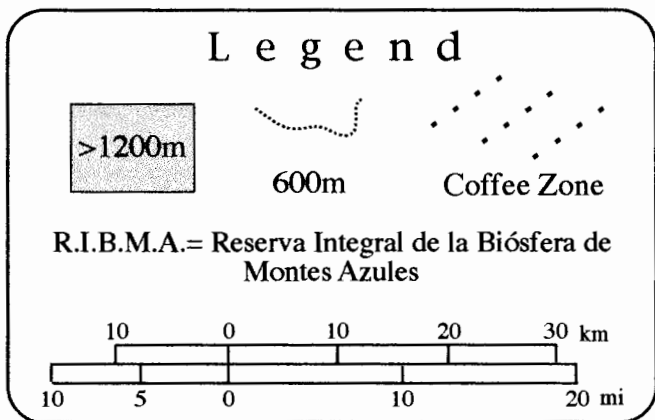 Legend
>1200m
600m
Coffee Zone
R.I.B.M.A.= Reserva Integral de la Biósfera de
Montes Azules
10 0 10 20 30 km
10 5 0 10 20 mi